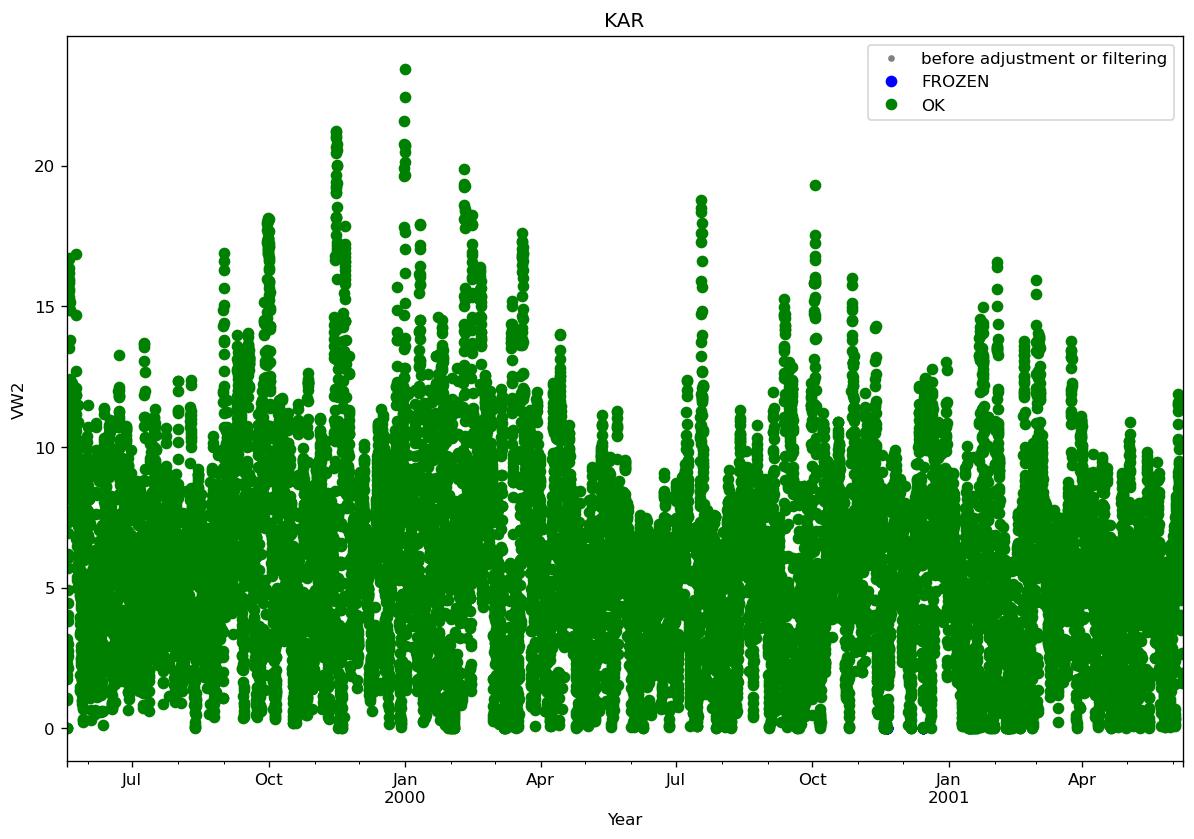 KAR
before adjustment or filtering
FROZEN
OK
VW2
20
15
10
5
0
Jul
Oct
Jan
2000
Apr
Jul
Oct
Jan
2001
Apr
Year